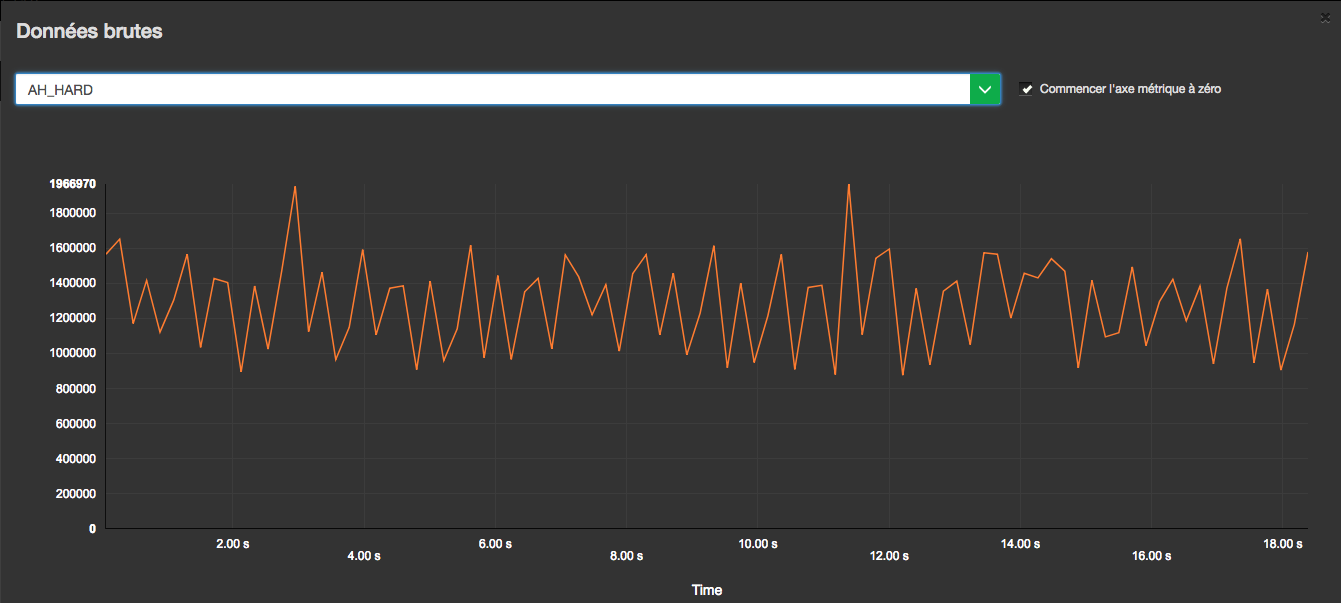 Données brutes
AH_HARD
Commencer l'axe métrique à zéro
1966970
1800000
1600000
1400000
1200000
1000000
800000
600000
400000
200000
0
2.00 s
4.00 s
6.00 s
8.00 s
10.00 s
12.00 s
14.00 s
16.00 s
18.00 s
Time